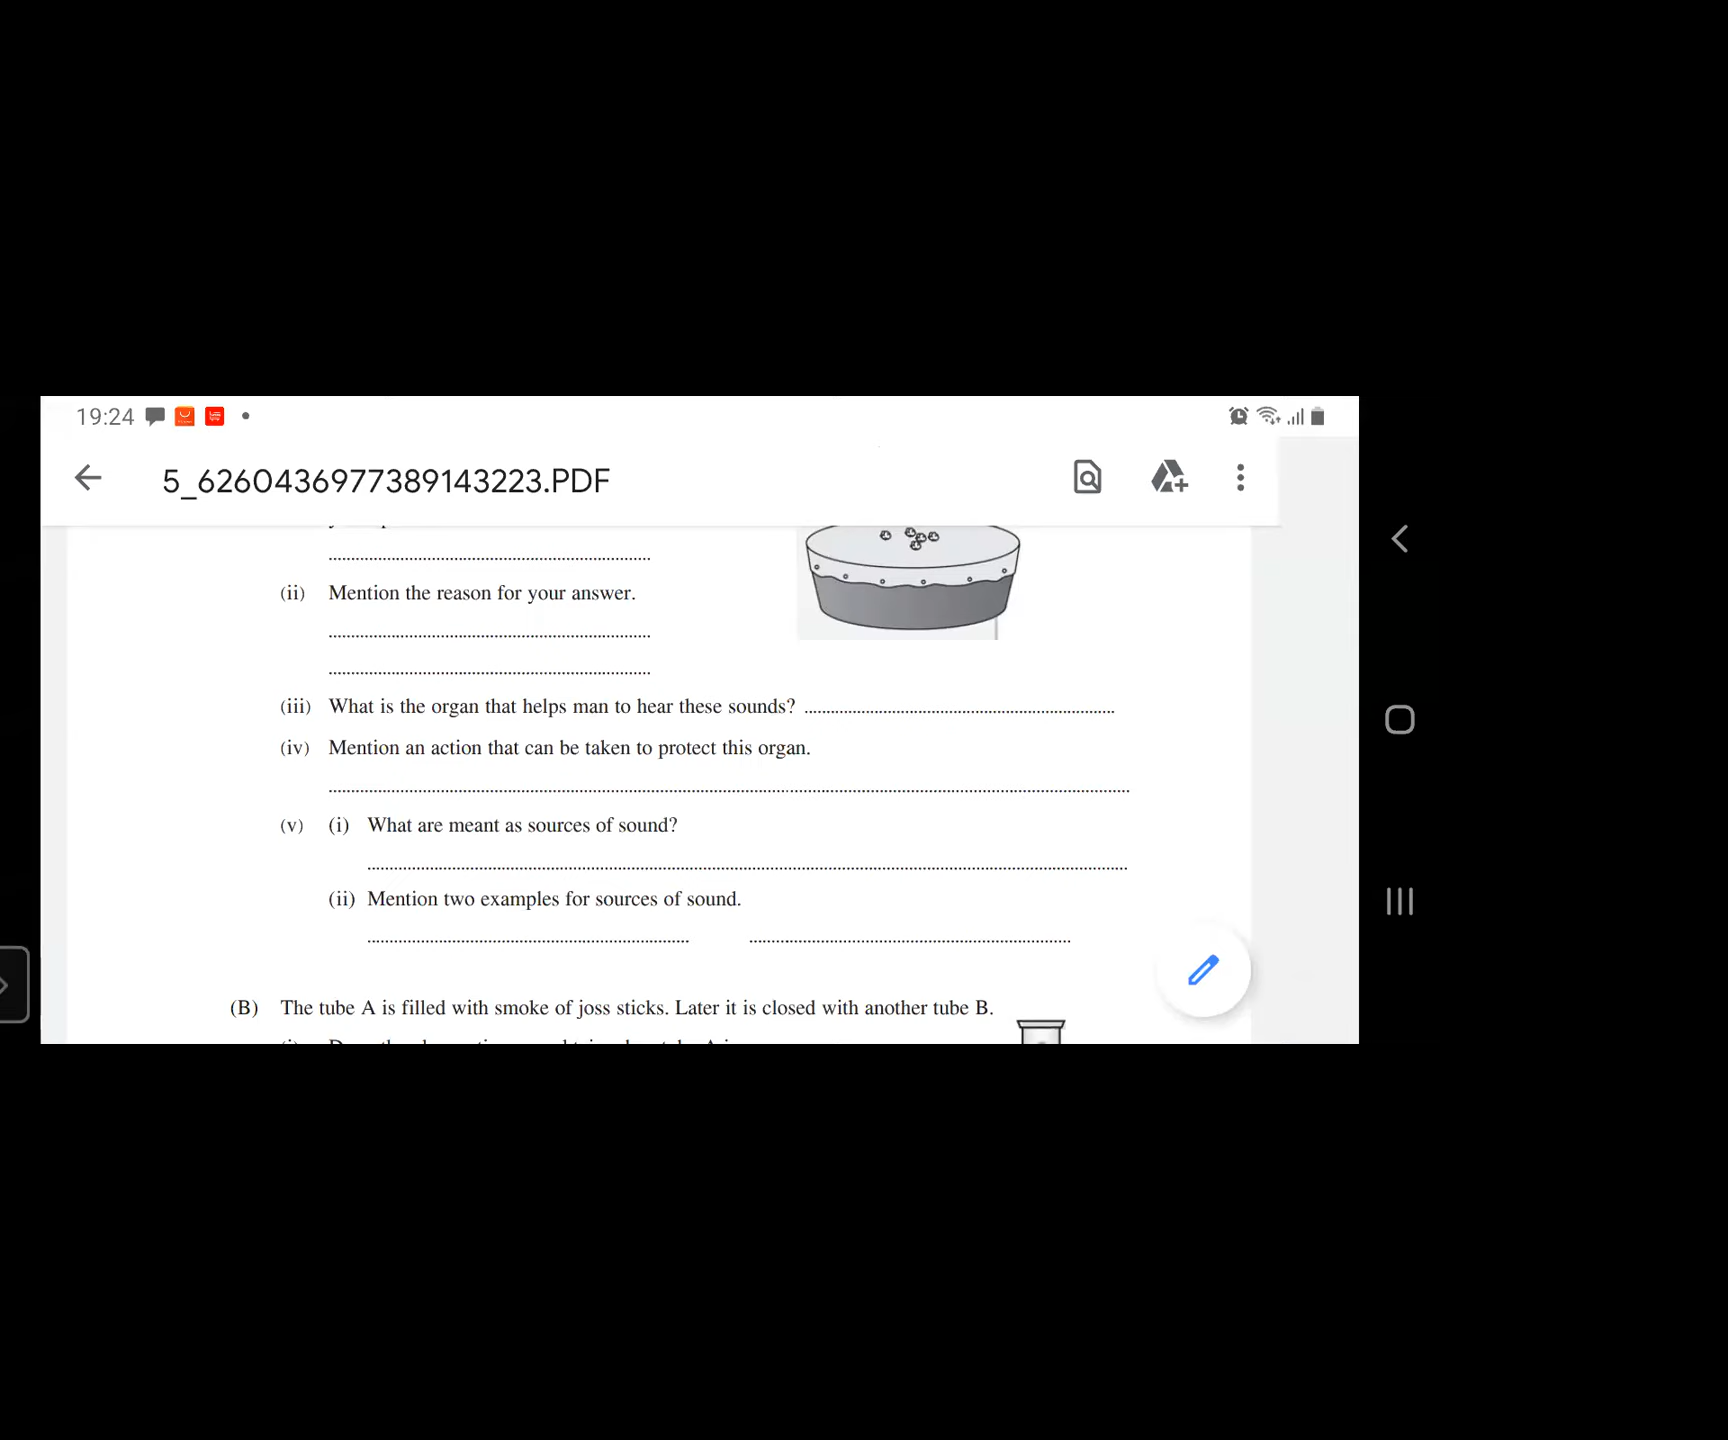 19:24
5_6260436977389143223.PDF
..........................................................................
(ii) Mention the reason for your answer.
..........................................................................
..........................................................................
(iii) What is the organ that helps man to hear these sounds? ......................................................................
(iv) Mention an action that can be taken to protect this organ.
..........................................................................
(v) (i) What are meant as sources of sound?
..........................................................................
(ii) Mention two examples for sources of sound.
.......................................................................... ..........................................................................
(B) The tube A is filled with smoke of joss sticks. Later it is closed with another tube B.